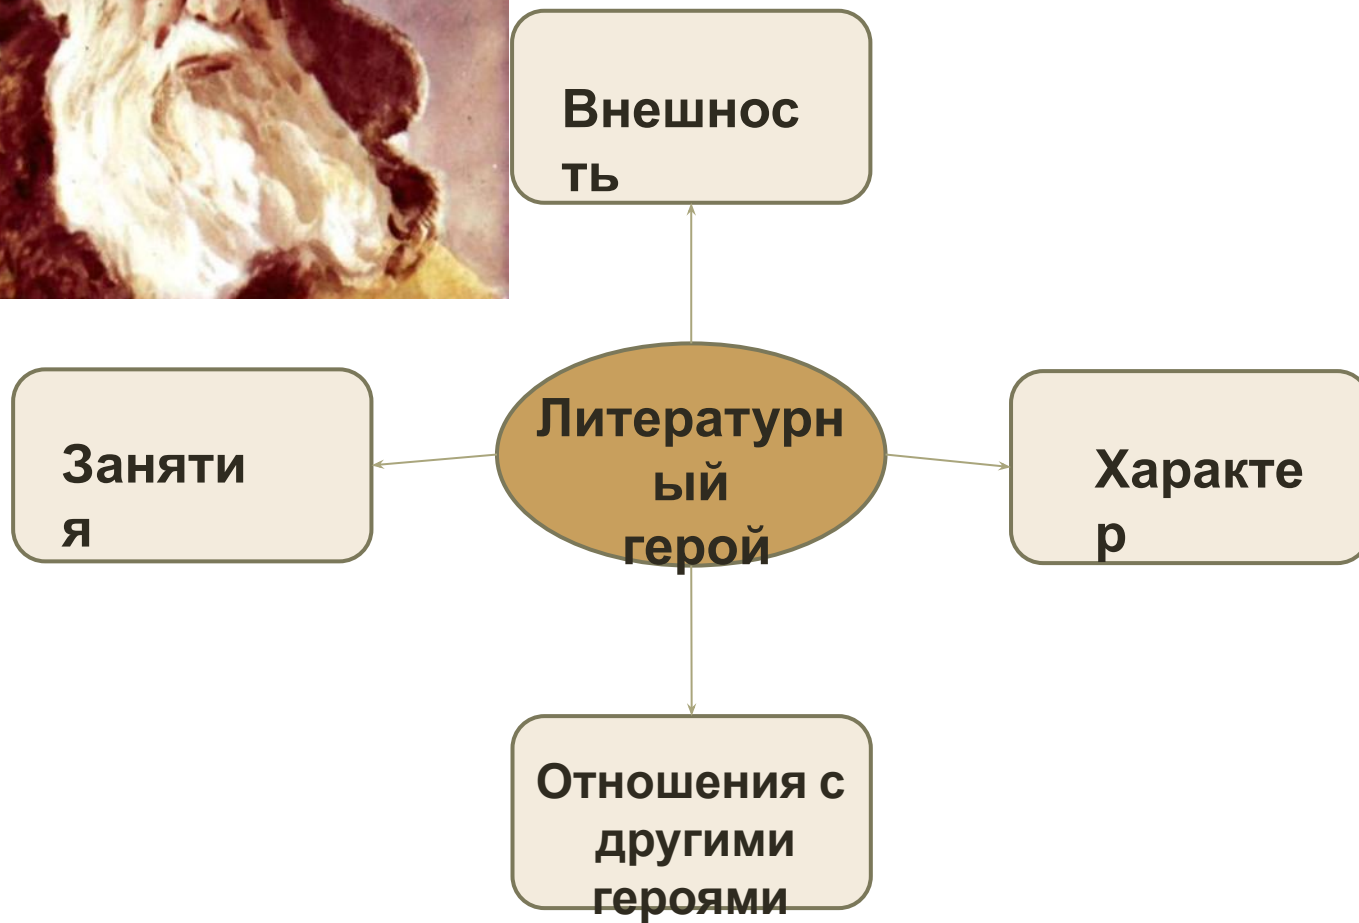 Внешнос
ть
Литературн
ый
герой
Заняти
я
Характе
р
Отношения с
другими
героями